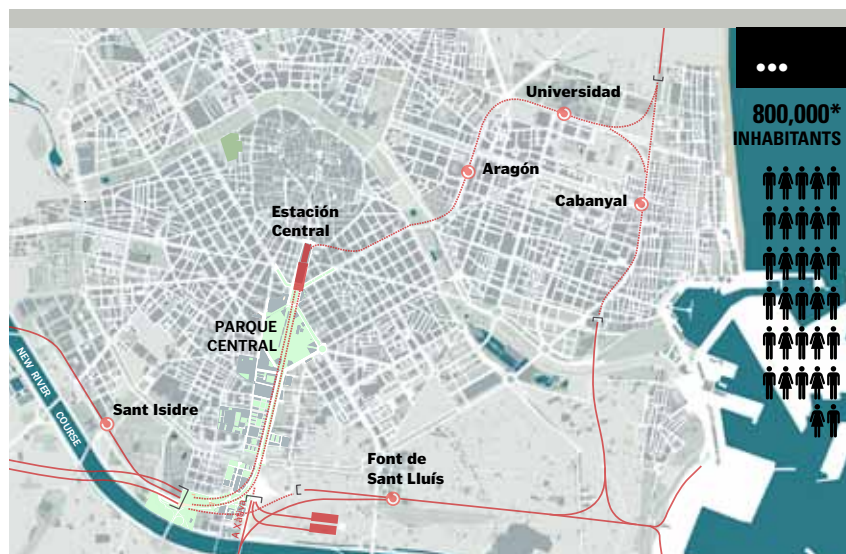 ...
800,000*
INHABITANTS
Universidad
Aragón
Cabanyal
Estación
Central
PARQUE
CENTRAL
NEW RIVER COURSE
Sant Isidre
Font de
Sant Lluís
A Xàtiva